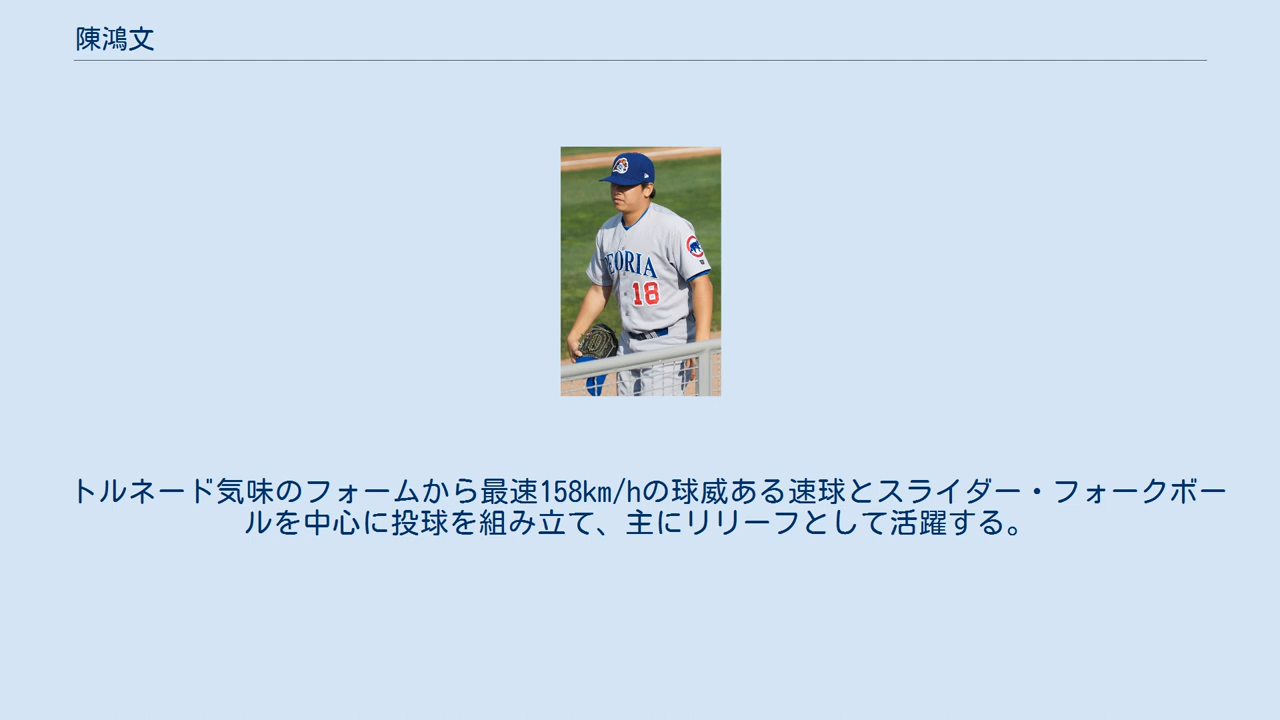 陳鴻文
EORIA
18
トルネード気味のフォームから最速158km/hの球威ある速球とスライダー・フォークボー
ルを中心に投球を組み立て、主にリリーフとして活躍する。